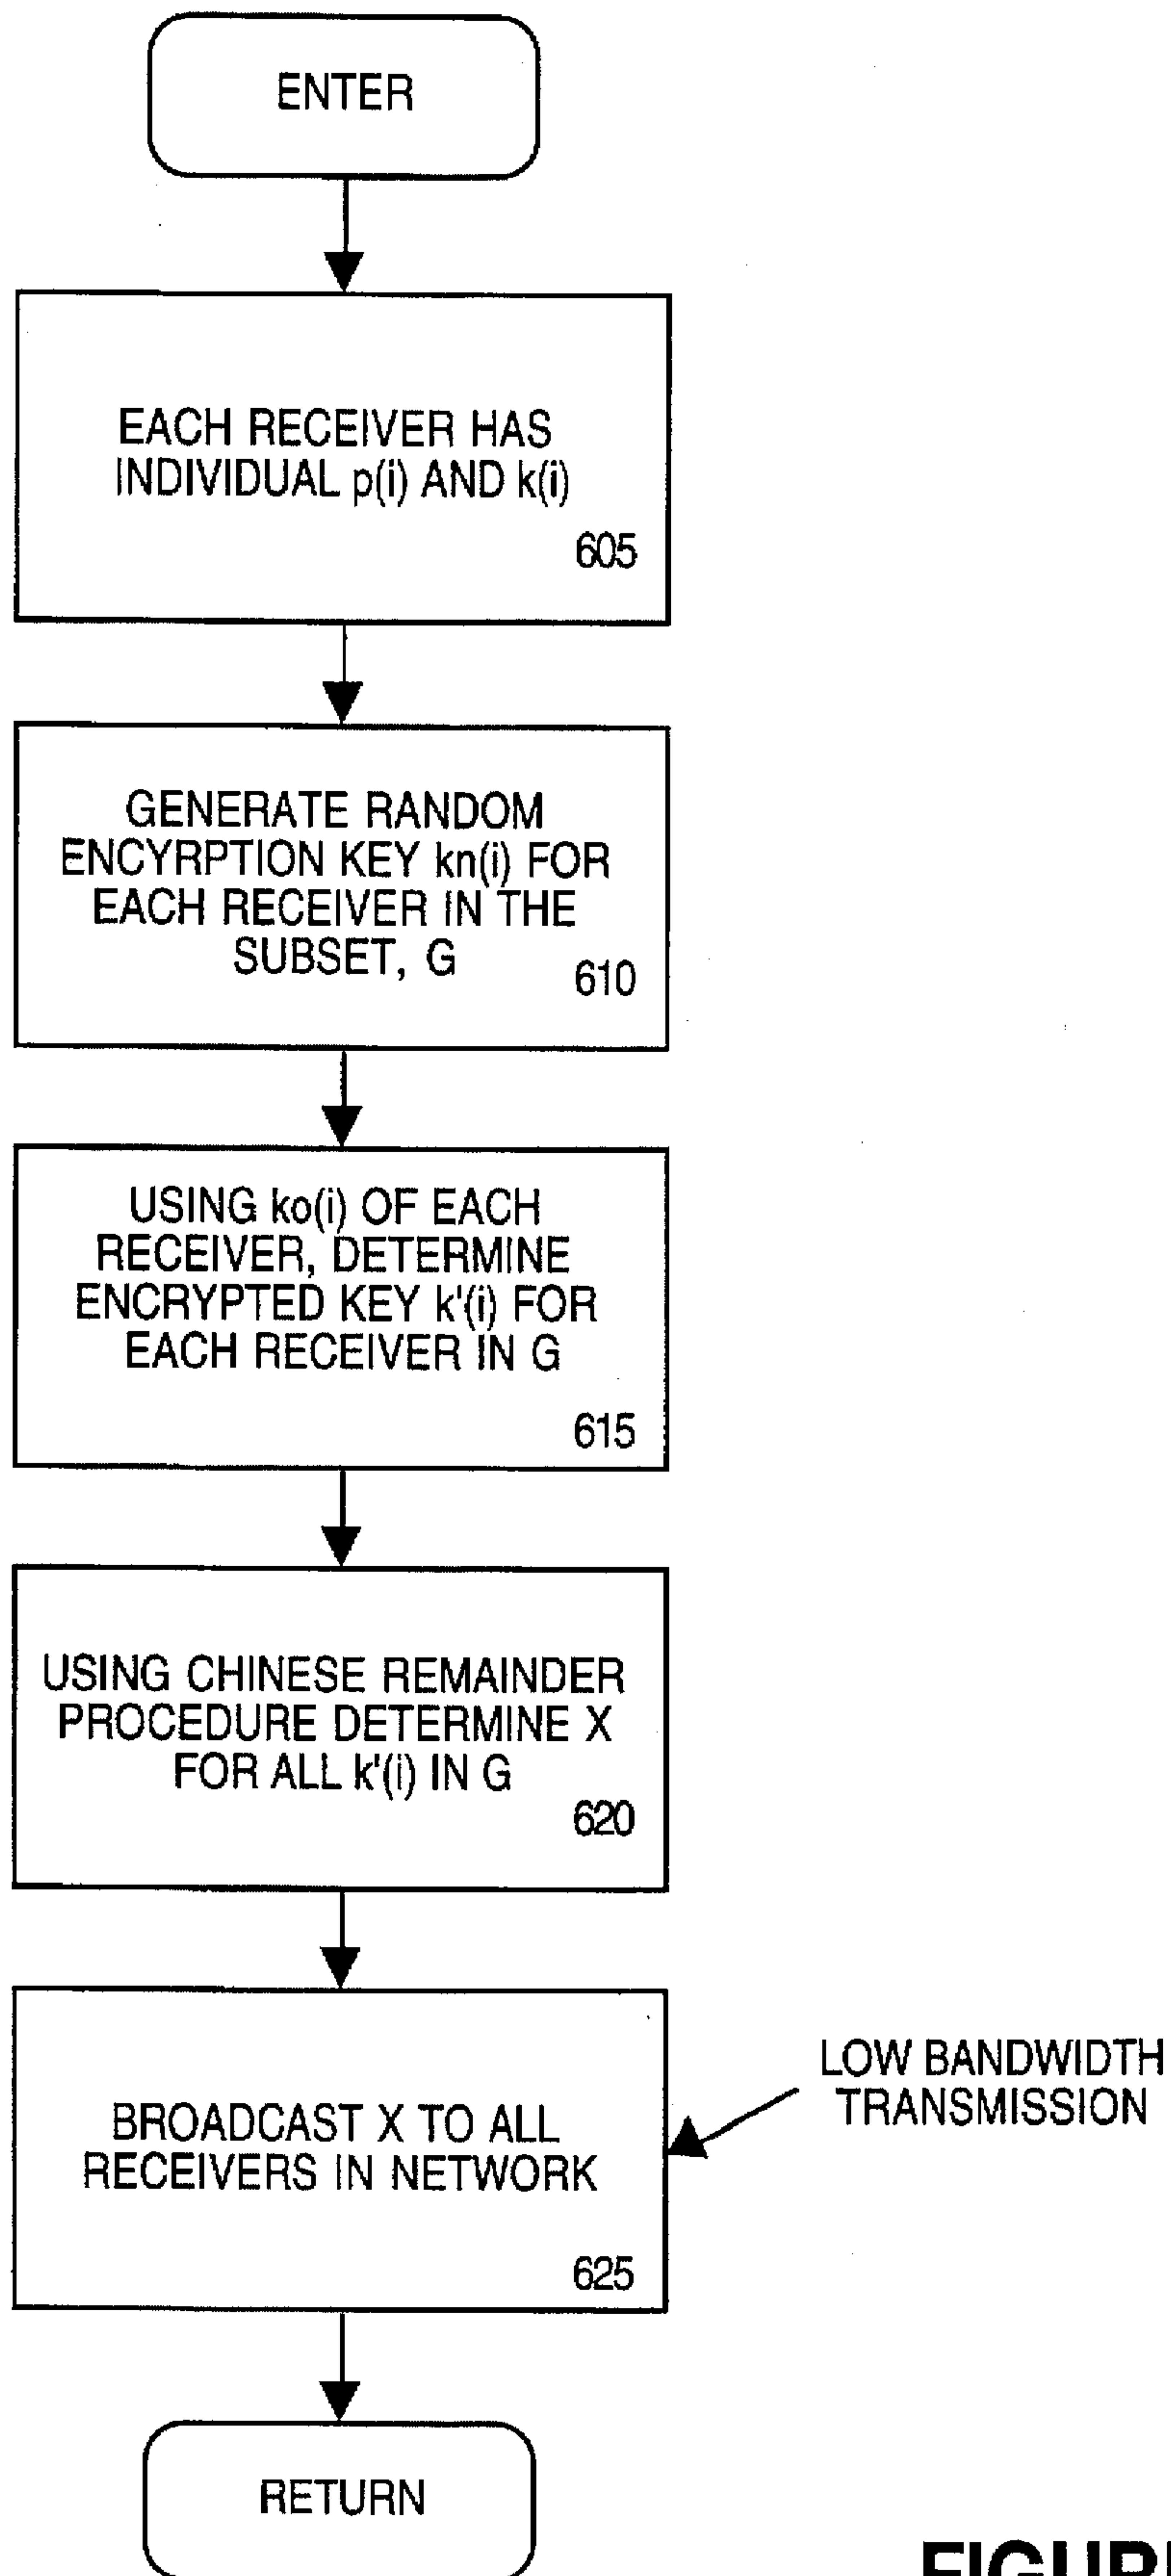 ENTER
EACH RECEIVER HAS
INDIVIDUAL p(i) AND k(i)
605
GENERATE RANDOM
ENCYRPTION KEY kn(i) FOR
EACH RECEIVER IN THE
SUBSET, G
610
USING ko(i) OF EACH
RECEIVER, DETERMINE
ENCRYPTED KEY k'(i) FOR
EACH RECEIVER IN G
615
USING CHINESE REMAINDER
PROCEDURE DETERMINE X
FOR ALL k'(i) IN G
620
BROADCAST X TO ALL
RECEIVERS IN NETWORK
625
LOW BANDWIDTH
TRANSMISSION
RETURN